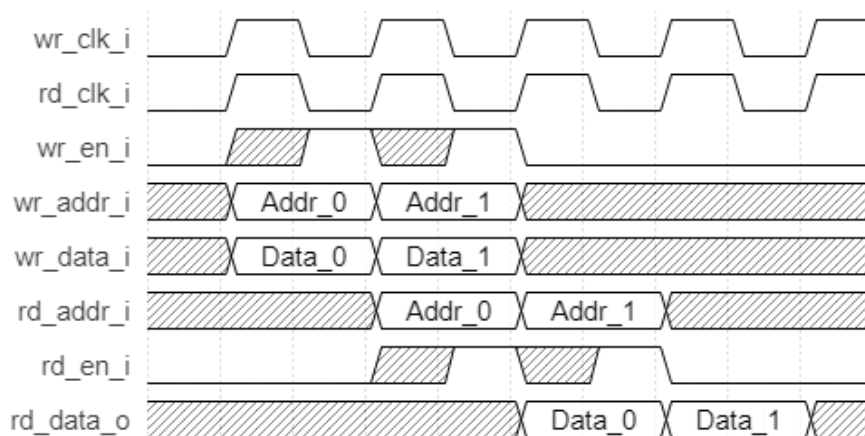 wr_clk_i
rd_clk_i
wr_en_i
wr_addr_i Addr_0 Addr_1
wr_data_i Data_0 Data_1
rd_addr_i Addr_0 Addr_1
rd_en_i
rd_data_o Data_0 Data_1